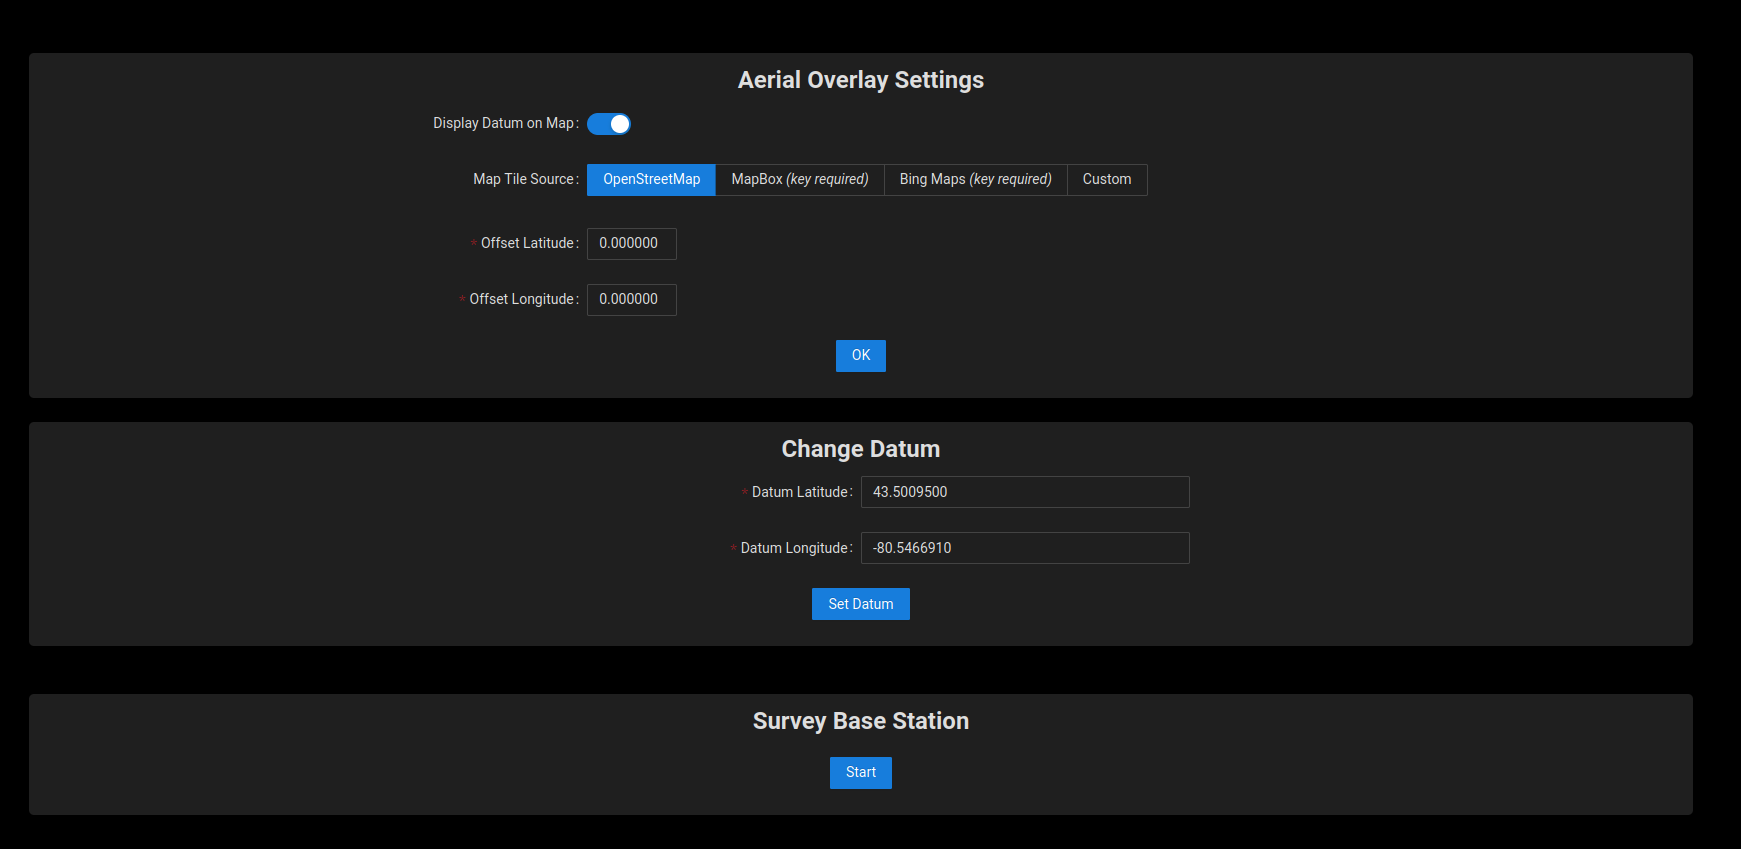 Aerial Overlay Settings
Display Datum on Map:
Map Tile Source: OpenStreetMap MapBox (key required) Bing Maps (key required) Custom
* Offset Latitude: 0.000000
* Offset Longitude: 0.000000
OK
Change Datum
* Datum Latitude: 43.5009500
* Datum Longitude: -80.5466910
Set Datum
Survey Base Station
Start